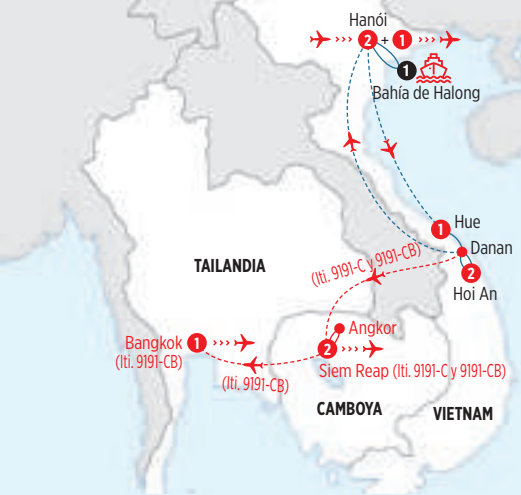 Hanói
2 + 1
1
Bahía de Halong
1 Hue
Danan
2
Hoi An
(Iti. 9191-C y 9191-CB)
TAILANDIA
Angkor
Bangkok 1
(Iti. 9191-CB)
2
(Iti. 9191-CB)
Siem Reap (Iti. 9191-C y 9191-CB)
CAMBOYA
VIETNAM